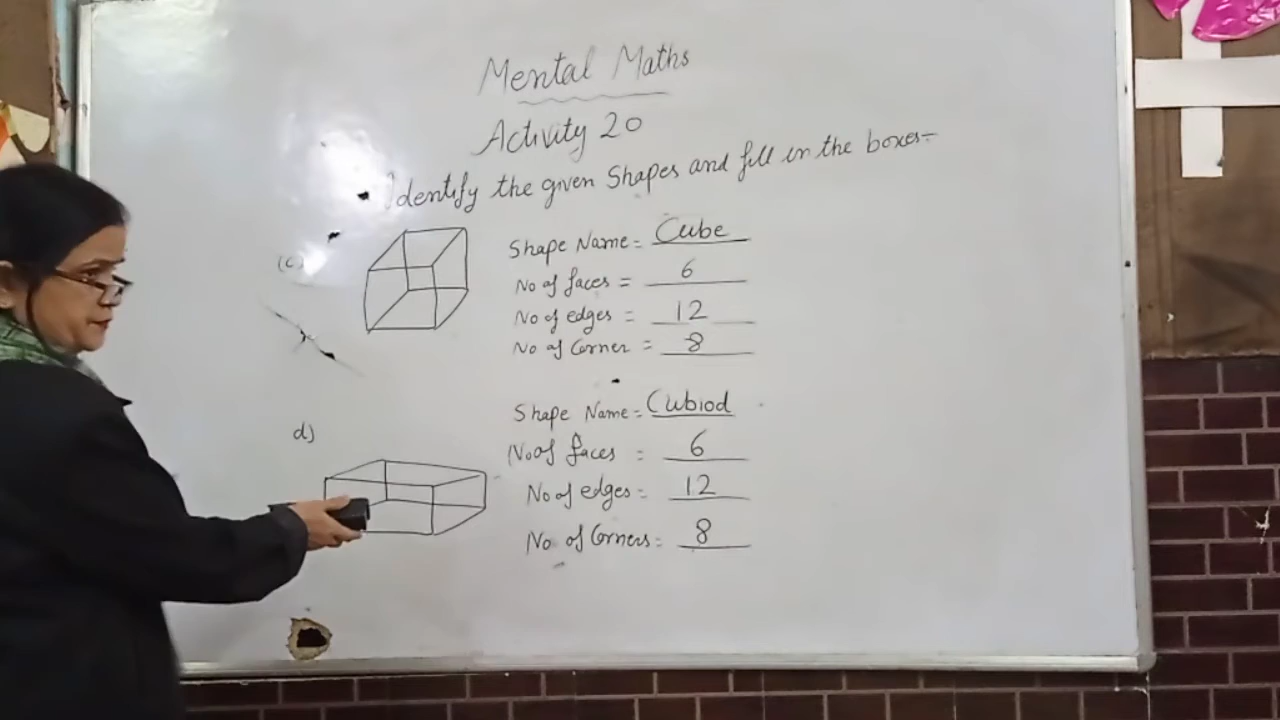 Mental Maths
Activity 20
Identify the given Shapes and fill in the boxes-
(c)
Shape Name = Cube
No of faces = 6
No of edges = 12
No of Corner = 8
d)
Shape Name = Cubiod
No of faces = 6
No of edges = 12
No of Corners = 8